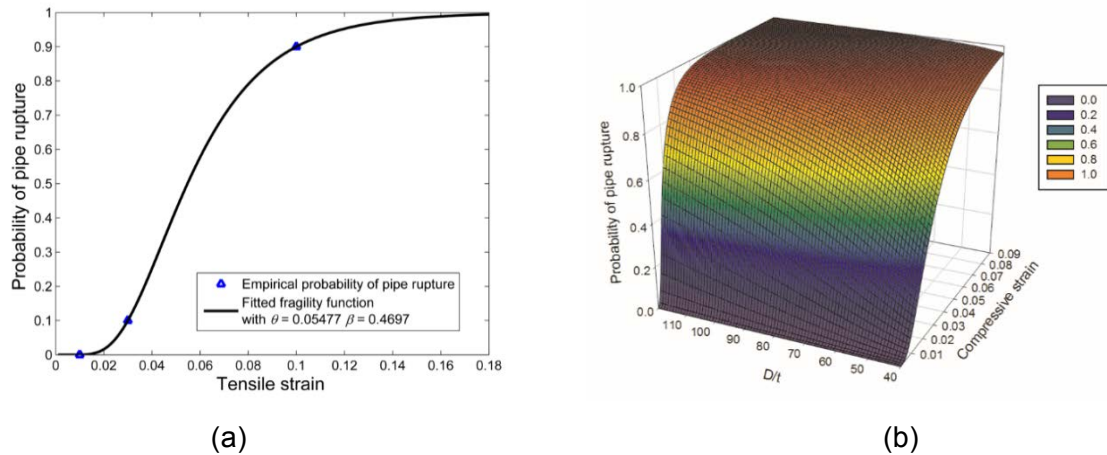 Probability of pipe rupture
1
0.9
0.8
0.7
0.6
0.5
0.4
0.3
0.2
0.1
0
0 0.02 0.04 0.06 0.08 0.1 0.12 0.14 0.16 0.18
Tensile strain
Empirical probability of pipe rupture
Fitted fragility function
with θ = 0.05477 β = 0.4697
(a)
Probability of pipe rupture
1.0
0.8
0.6
0.4
0.2
0.0
110 100 90 80 70 60 50 40
D/t
0.01
0.02
0.03
0.04
0.05
0.06
0.07
0.08
0.09
Compressive strain
0.0
0.2
0.4
0.6
0.8
1.0
(b)